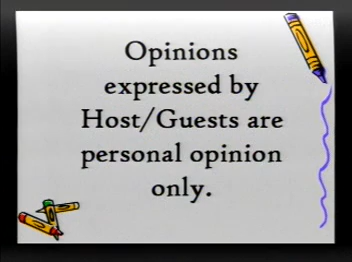 Opinions
expressed by
Host/Guests are
personal opinion
only.